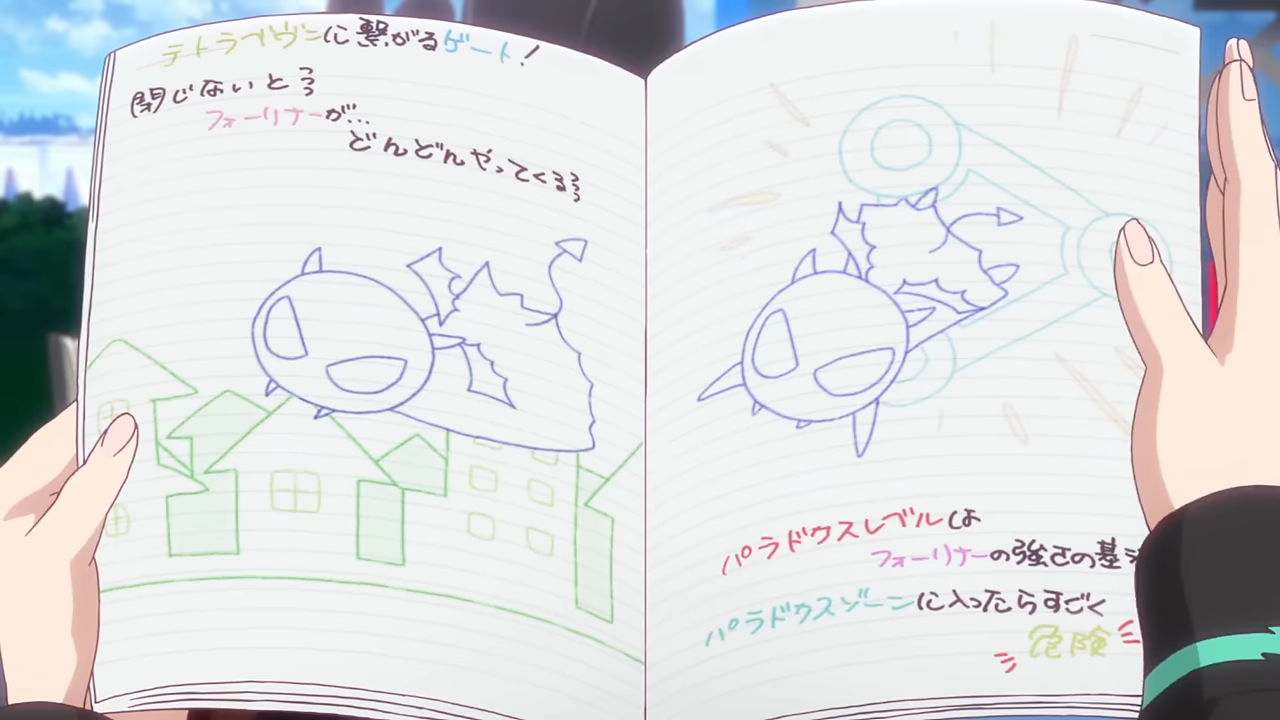 テトラヘヴンに繋がるゲート!
閉じないと
フォーリナーが...
どんどんやってくる
パラドクスレベルは
フォーリナーの強さの基
パラドクスゾーンに入ったらすごく
危険